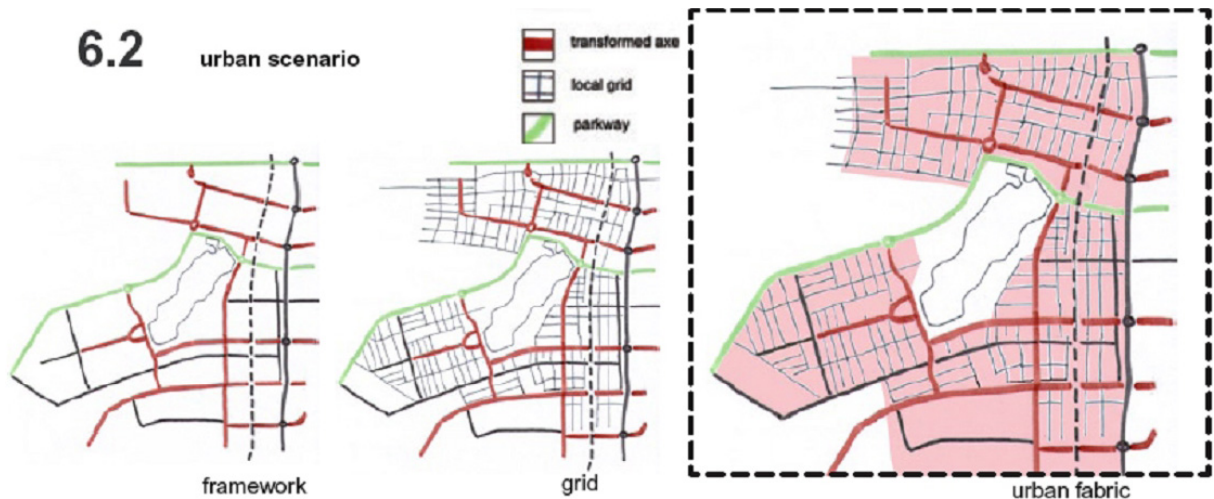 6.2 urban scenario
transformed axe
local grid
parkway
framework
grid
urban fabric